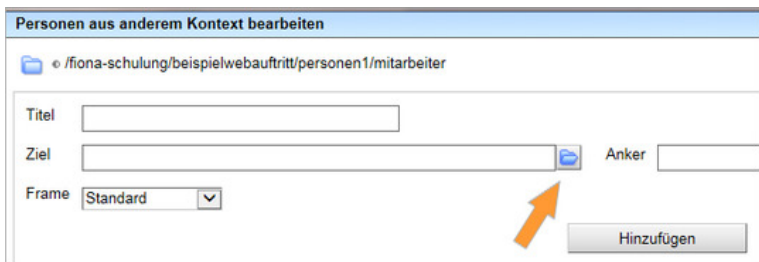 Personen aus anderem Kontext bearbeiten
/fiona-schulung/beispielwebauftritt/personen1/mitarbeiter
Titel
Ziel Anker
Frame Standard
Hinzufügen